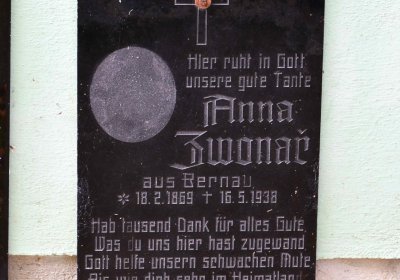 Hier ruht in Gott
unsere gute Tante
Anna
Zwonař
aus Bernau
* 18.2.1869 † 16.5.1938
Hab tausend Dank für alles Gute,
Was du uns hier hast zugewand
Gott helfe unsern schwachen Mute,
Bis wir dich sehn im Heimatland.